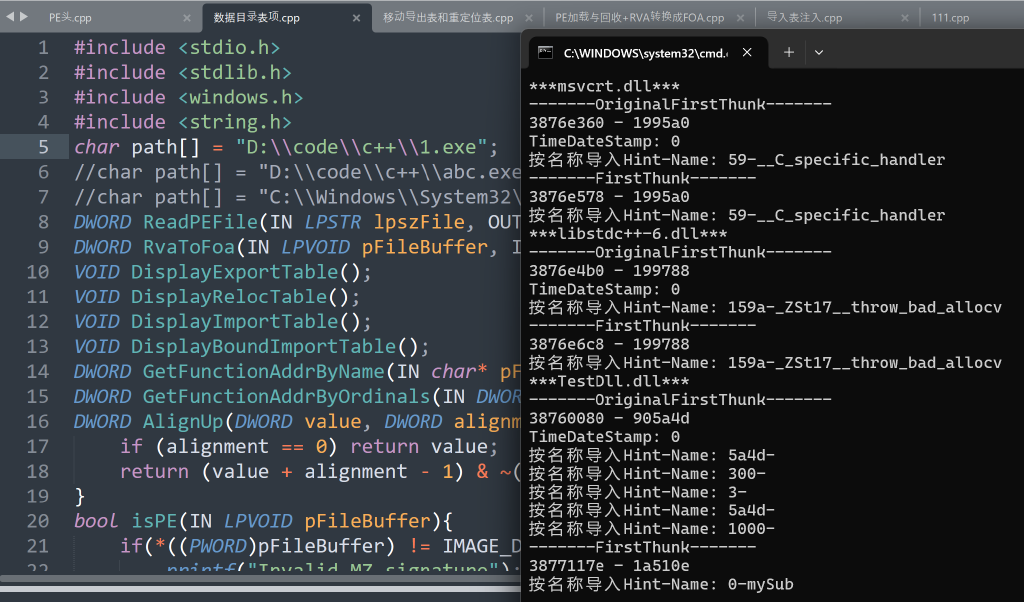 PE头.cpp
数据目录表项.cpp
移动导出表和重定位表.cpp
PE加载与回收+RVA转换成FOA.cpp
导入表注入.cpp
111.cpp
1 #include <stdio.h>
2 #include <stdlib.h>
3 #include <windows.h>
4 #include <string.h>
5 char path[] = "D:\\code\\c++\\1.exe";
6 //char path[] = "D:\\code\\c++\\abc.exe
7 //char path[] = "C:\\Windows\\System32\
8 DWORD ReadPEFile(IN LPSTR lpszFile, OUT
9 DWORD RvaToFoa(IN LPVOID pFileBuffer, I
10 VOID DisplayExportTable();
11 VOID DisplayRelocTable();
12 VOID DisplayImportTable();
13 VOID DisplayBoundImportTable();
14 DWORD GetFunctionAddrByName(IN char* pF
15 DWORD GetFunctionAddrByOrdinals(IN DWOR
16 DWORD AlignUp(DWORD value, DWORD alignm
17 if (alignment == 0) return value;
18 return (value + alignment - 1) & ~(
19 }
20 bool isPE(IN LPVOID pFileBuffer){
21 if(*((PWORD)pFileBuffer) != IMAGE_D
22 printf("Invalid MZ signature");
C:\WINDOWS\system32\cmd.
***msvcrt.dll***
-------OriginalFirstThunk-------
3876e360 - 1995a0
TimeDateStamp: 0
按名称导入Hint-Name: 59-__C_specific_handler
-------FirstThunk-------
3876e578 - 1995a0
按名称导入Hint-Name: 59-__C_specific_handler
***libstdc++-6.dll***
-------OriginalFirstThunk-------
3876e4b0 - 199788
TimeDateStamp: 0
按名称导入Hint-Name: 159a-_ZSt17__throw_bad_allocv
-------FirstThunk-------
3876e6c8 - 199788
按名称导入Hint-Name: 159a-_ZSt17__throw_bad_allocv
***TestDll.dll***
-------OriginalFirstThunk-------
38760080 - 905a4d
TimeDateStamp: 0
按名称导入Hint-Name: 5a4d-
按名称导入Hint-Name: 300-
按名称导入Hint-Name: 3-
按名称导入Hint-Name: 5a4d-
按名称导入Hint-Name: 1000-
-------FirstThunk-------
3877117e - 1a510e
按名称导入Hint-Name: 0-mySub